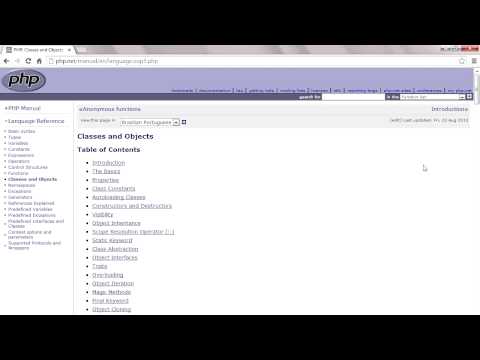 PHP: Classes and Objects
php.net/manual/en/language.oop5.php
php
downloads | documentation | faq | getting help | mailing lists | licenses | wiki | reporting bugs | php.net sites | conferences | my php.net
search for
in the
function list
PHP Manual
Language Reference
Basic syntax
Types
Variables
Constants
Expressions
Operators
Control Structures
Functions
Classes and Objects
Namespaces
Exceptions
Generators
References Explained
Predefined Variables
Predefined Exceptions
Predefined Interfaces and Classes
Context options and parameters
Supported Protocols and Wrappers
«Anonymous functions
Introduction»
view this page in
Brazilian Portuguese
[edit] Last updated: Fri, 23 Aug 2013
Classes and Objects
Table of Contents
• Introduction
• The Basics
• Properties
• Class Constants
• Autoloading Classes
• Constructors and Destructors
• Visibility
• Object Inheritance
• Scope Resolution Operator (::)
• Static Keyword
• Class Abstraction
• Object Interfaces
• Traits
• Overloading
• Object Iteration
• Magic Methods
• Final Keyword
• Object Cloning